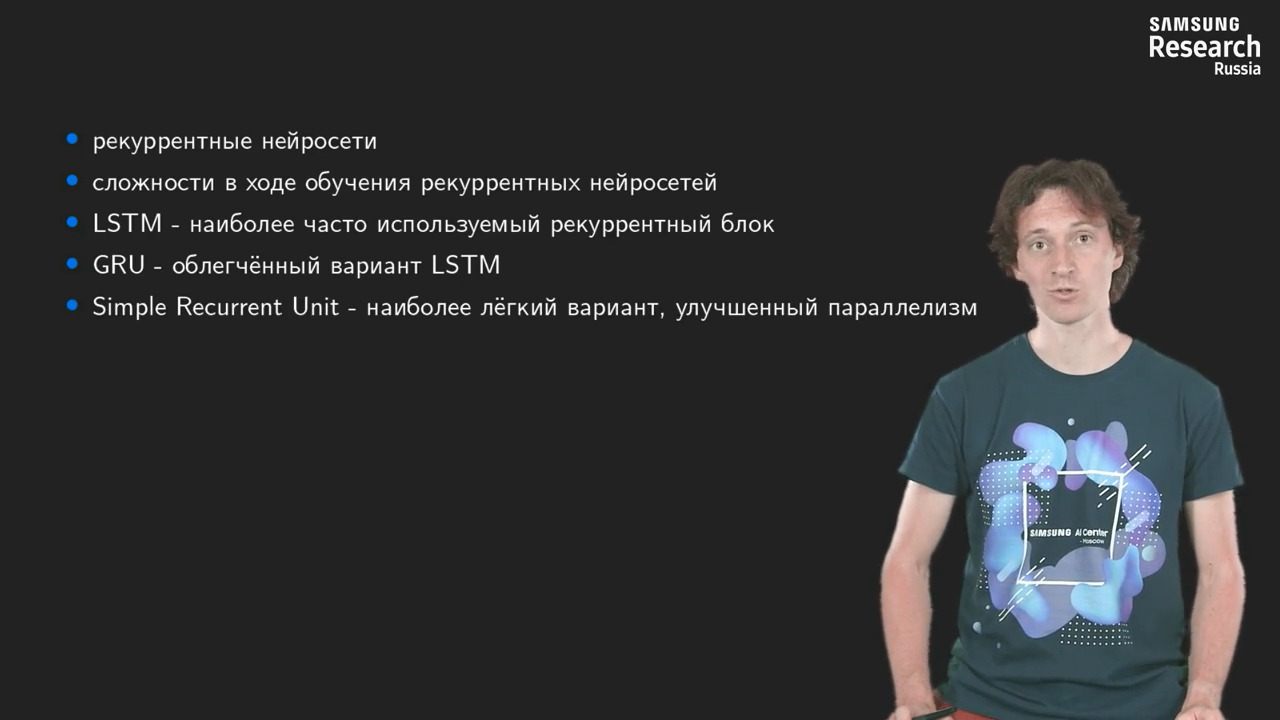 SAMSUNG
Research
Russia
рекуррентные нейросети
сложности в ходе обучения рекуррентных нейросетей
LSTM - наиболее часто используемый рекуррентный блок
GRU - облегчённый вариант LSTM
Simple Recurrent Unit - наиболее лёгкий вариант, улучшенный параллелизм
SAMSUNG AI Center
- Moscow